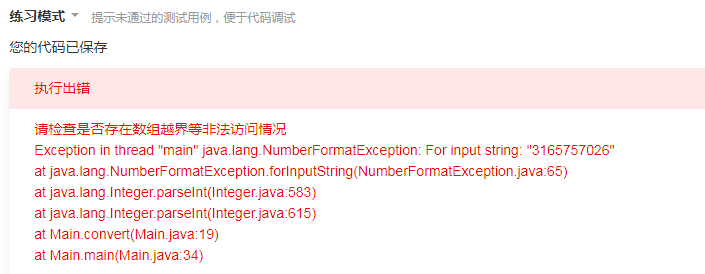 练习模式 提示未通过的测试用例，便于代码调试
您的代码已保存
执行出错
请检查是否存在数组越界等非法访问情况
Exception in thread "main" java.lang.NumberFormatException: For input string: "3165757026"
at java.lang.NumberFormatException.forInputString(NumberFormatException.java:65)
at java.lang.Integer.parseInt(Integer.java:583)
at java.lang.Integer.parseInt(Integer.java:615)
at Main.convert(Main.java:19)
at Main.main(Main.java:34)